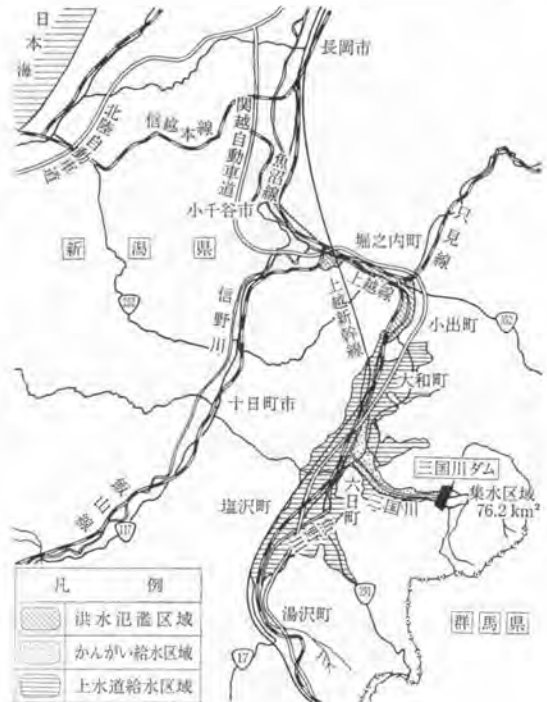 日本海
長岡市
北陸自動車道
信越本線
関越自動車道
魚沼線
小千谷市
堀之内町
只見線
新潟県
上越線
信野川
上越新幹線
小出町
大和町
十日町市
三国川ダム
集水区域
76.2 km²
六日町
三国川
塩沢町
飯山線
117
291
湯沢町
群馬県
17
凡例
洪水氾濫区域
かんがい給水区域
上水道給水区域